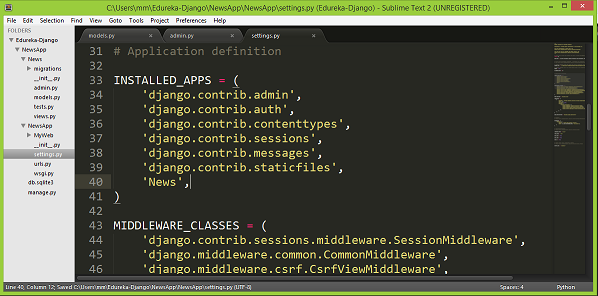 C:\Users\mm\Edureka-Django\NewsApp\NewsApp\settings.py (Edureka-Django) - Sublime Text 2 (UNREGISTERED)
File Edit Selection Find View Goto Tools Project Preferences Help
FOLDERS
Edureka-Django
NewsApp
News
migrations
__init__.py
admin.py
models.py
tests.py
views.py
NewsApp
MyWeb
__init__.py
settings.py
urls.py
wsgi.py
db.sqlite3
manage.py
models.py admin.py settings.py
31 # Application definition
32
33 INSTALLED_APPS = (
34 'django.contrib.admin',
35 'django.contrib.auth',
36 'django.contrib.contenttypes',
37 'django.contrib.sessions',
38 'django.contrib.messages',
39 'django.contrib.staticfiles',
40 'News',
41 )
42
43 MIDDLEWARE_CLASSES = (
44 'django.contrib.sessions.middleware.SessionMiddleware',
45 'django.middleware.common.CommonMiddleware',
46 'django.middleware.csrf.CsrfViewMiddleware',
Line 40, Column 12; Saved C:\Users\mm\Edureka-Django\NewsApp\NewsApp\settings.py (UTF-8) Spaces: 4 Python